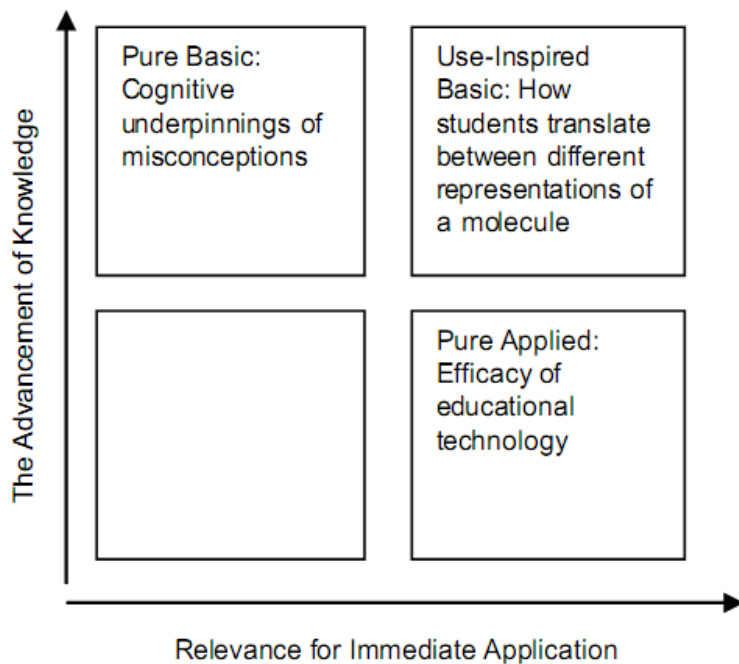 The Advancement of Knowledge
Pure Basic:
Cognitive
underpinnings of
misconceptions
Use-Inspired
Basic: How
students translate
between different
representations of
a molecule
Pure Applied:
Efficacy of
educational
technology
Relevance for Immediate Application